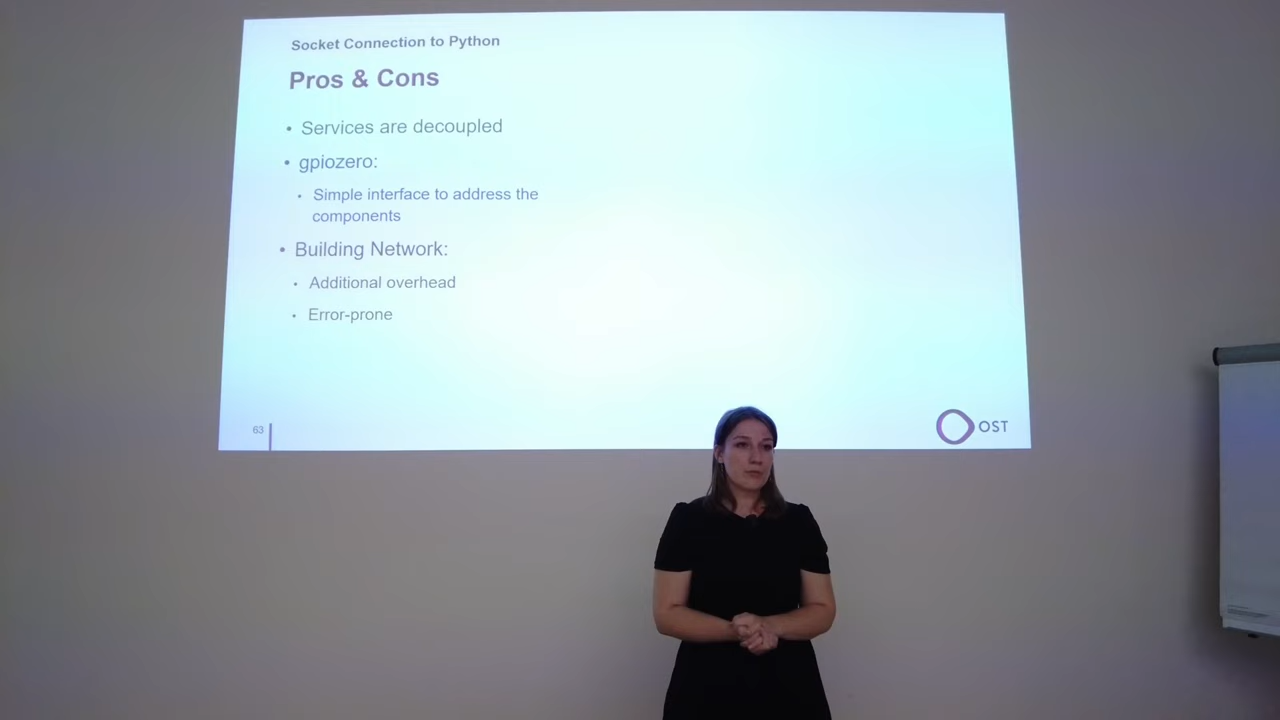 Socket Connection to Python
Pros & Cons
• Services are decoupled
• gpiozero:
• Simple interface to address the
components
• Building Network:
• Additional overhead
• Error-prone
63
OST